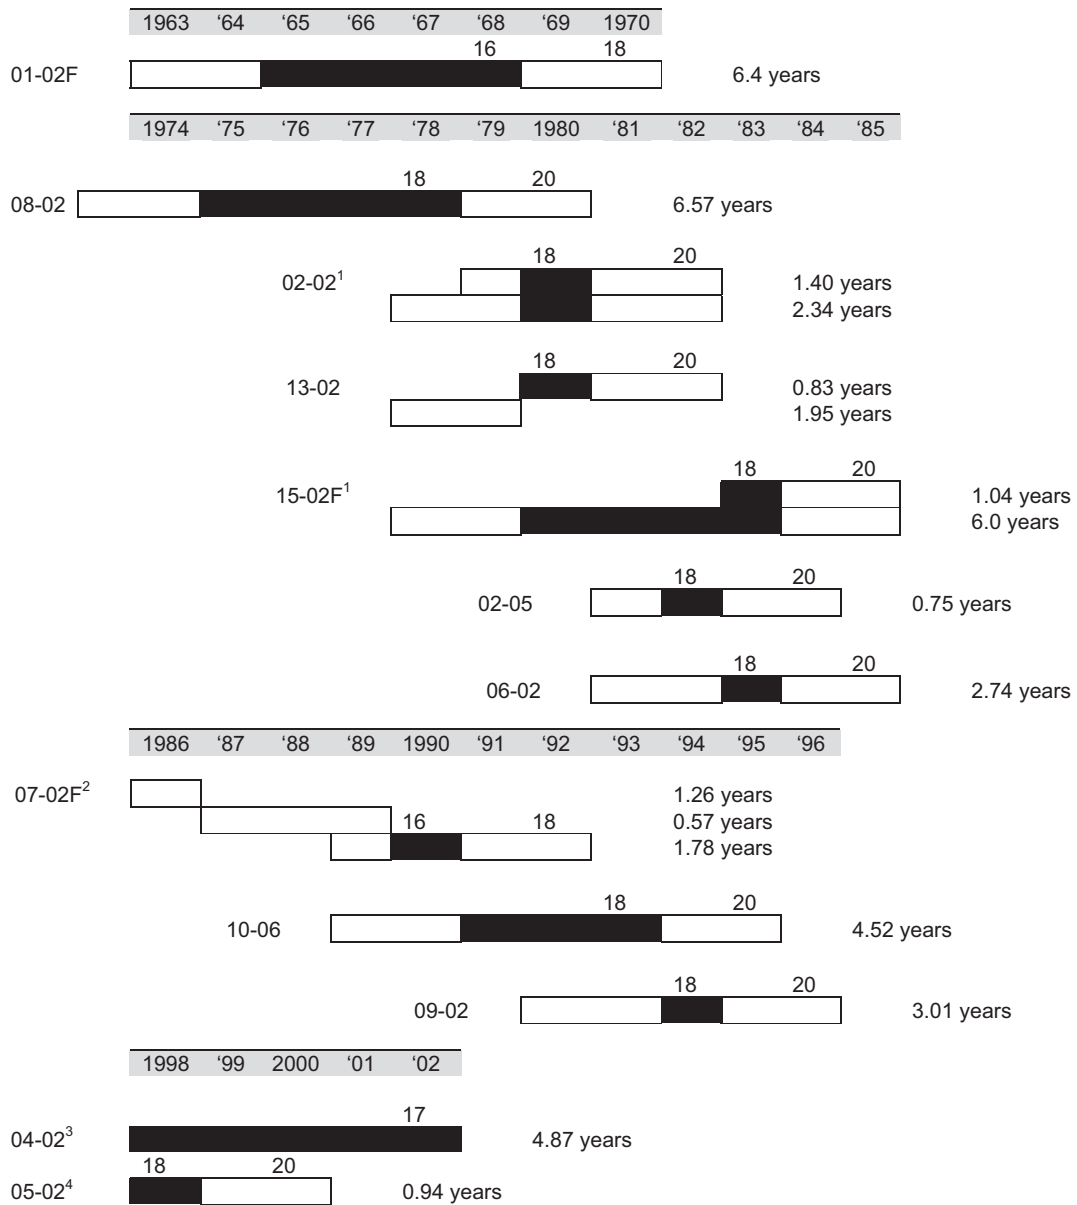 1963 ‘64 ‘65 ‘66 ‘67 ‘68 ‘69 1970
16 18
01-02F 6.4 years
1974 ‘75 ‘76 ‘77 ‘78 ‘79 1980 ‘81 ‘82 ‘83 ‘84 ‘85
18 20
08-02 6.57 years
18 20
02-02¹ 1.40 years
2.34 years
18 20
13-02 0.83 years
1.95 years
18 20
15-02F¹ 1.04 years
6.0 years
18 20
02-05 0.75 years
18 20
06-02 2.74 years
1986 ‘87 ‘88 ‘89 1990 ‘91 ‘92 ‘93 ‘94 ‘95 ‘96
07-02F² 1.26 years
16 18 0.57 years
1.78 years
18 20
10-06 4.52 years
18 20
09-02 3.01 years
1998 ‘99 2000 ‘01 ‘02
17
04-02³ 4.87 years
18 20
05-02⁴ 0.94 years